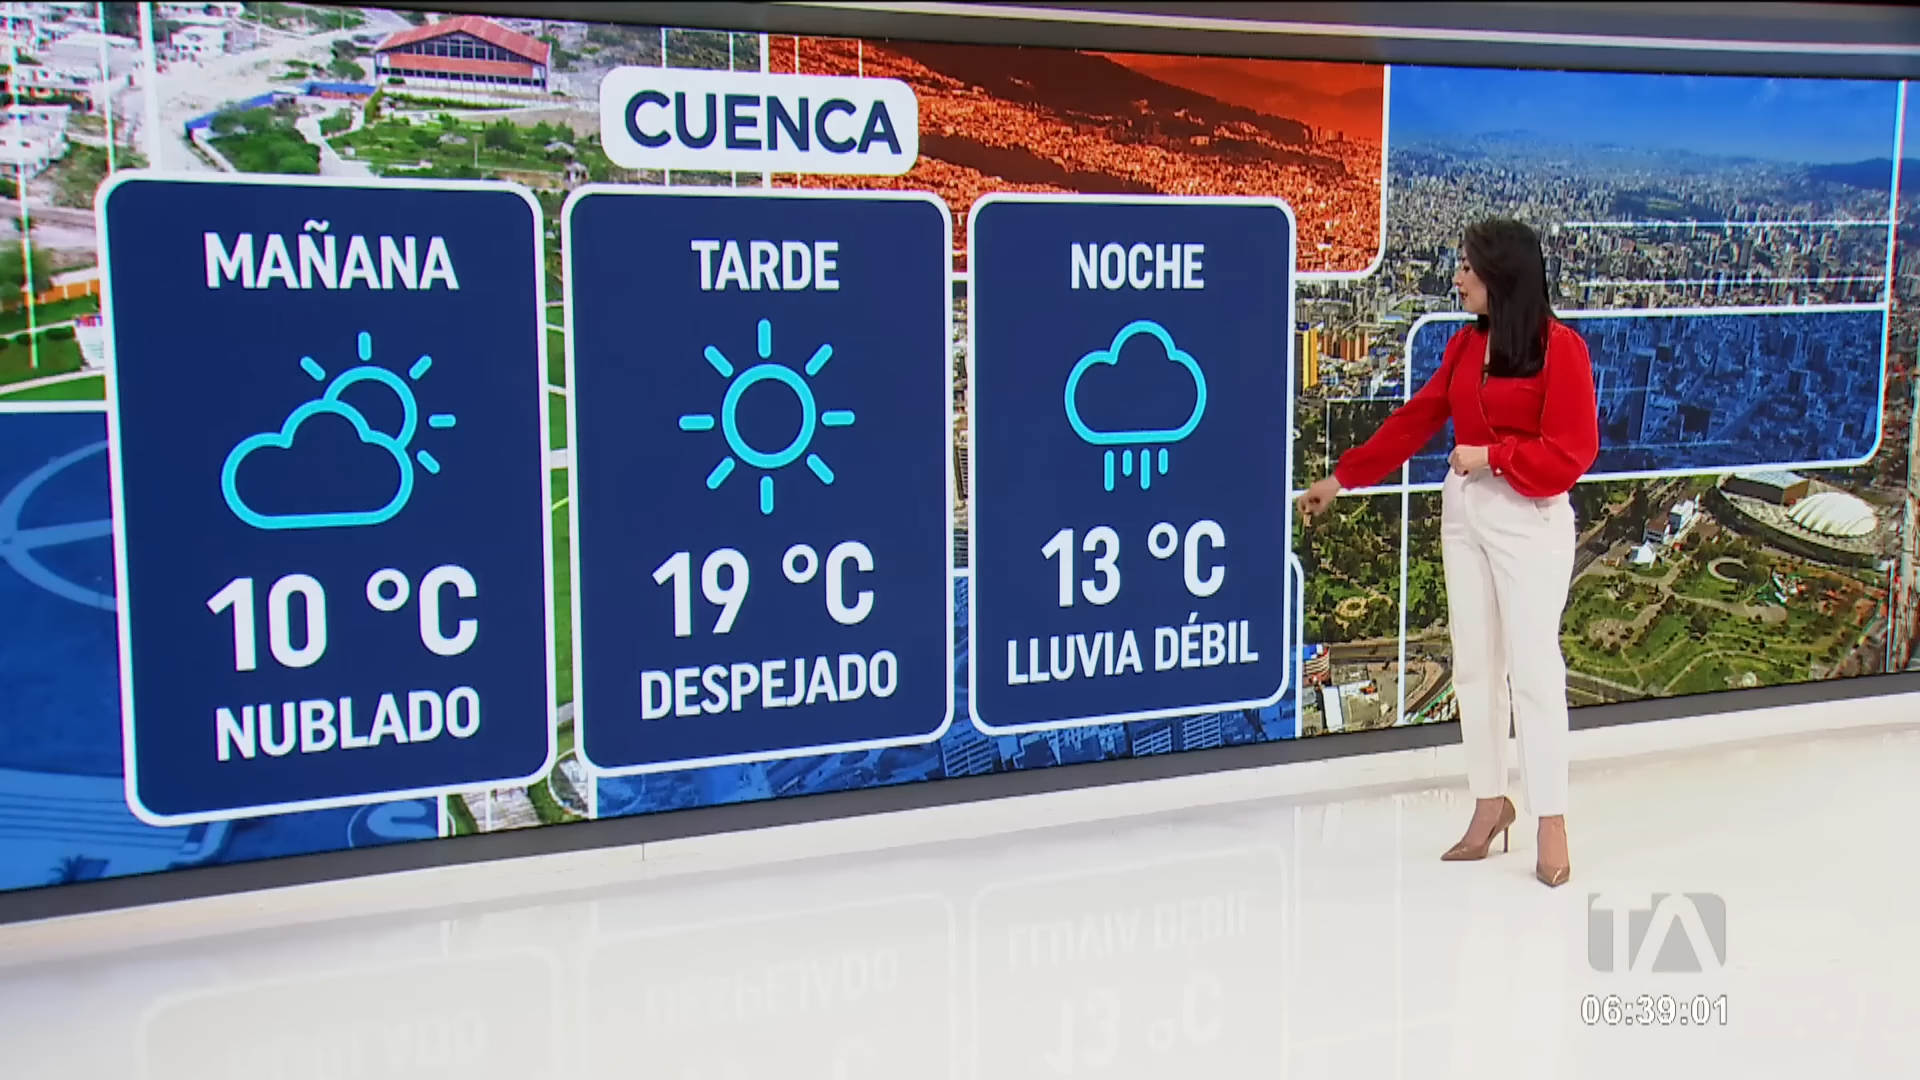 CUENCA
MAÑANA
10 °C
NUBLADO
TARDE
19 °C
DESPEJADO
NOCHE
13 °C
LLUVIA DÉBIL
TA
06:39:01